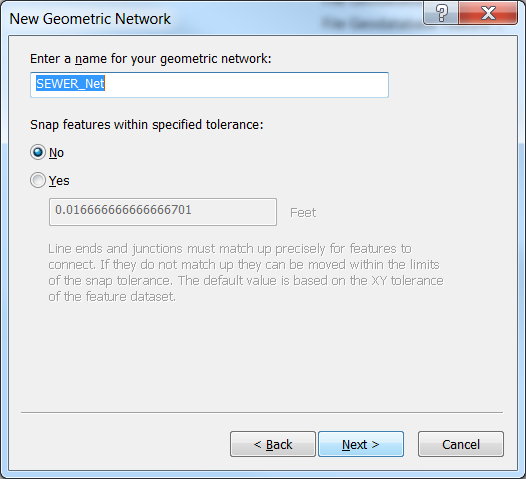 File Geodatabase
New Geometric Network
Enter a name for your geometric network:
SEWER_Net
Snap features within specified tolerance:
No
Yes
0.016666666666666701
Feet
Line ends and junctions must match up precisely for features to
connect. If they do not match up they can be moved within the limits
of the snap tolerance. The default value is based on the XY tolerance
of the feature dataset.
< Back
Next >
Cancel